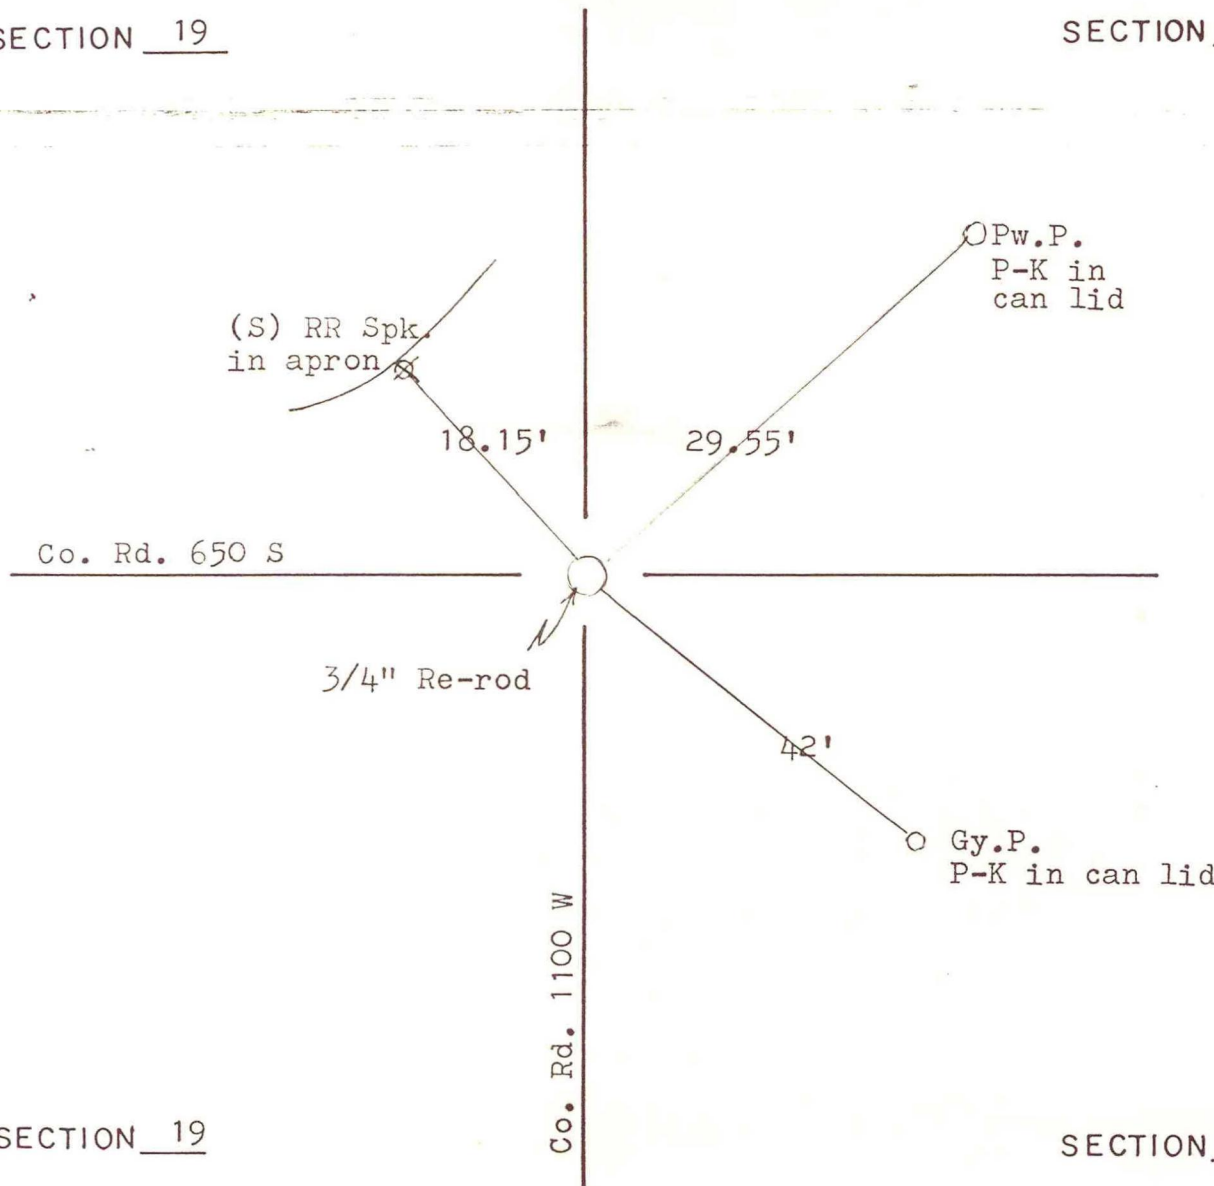 SECTION 19
SECTION
Pw.P.
P-K in
can lid
(S) RR Spk.
in apron
18.15'
29.55'
Co. Rd. 650 S
3/4" Re-rod
42'
Gy.P.
P-K in can lid
Co. Rd. 1100 W
SECTION 19
SECTION